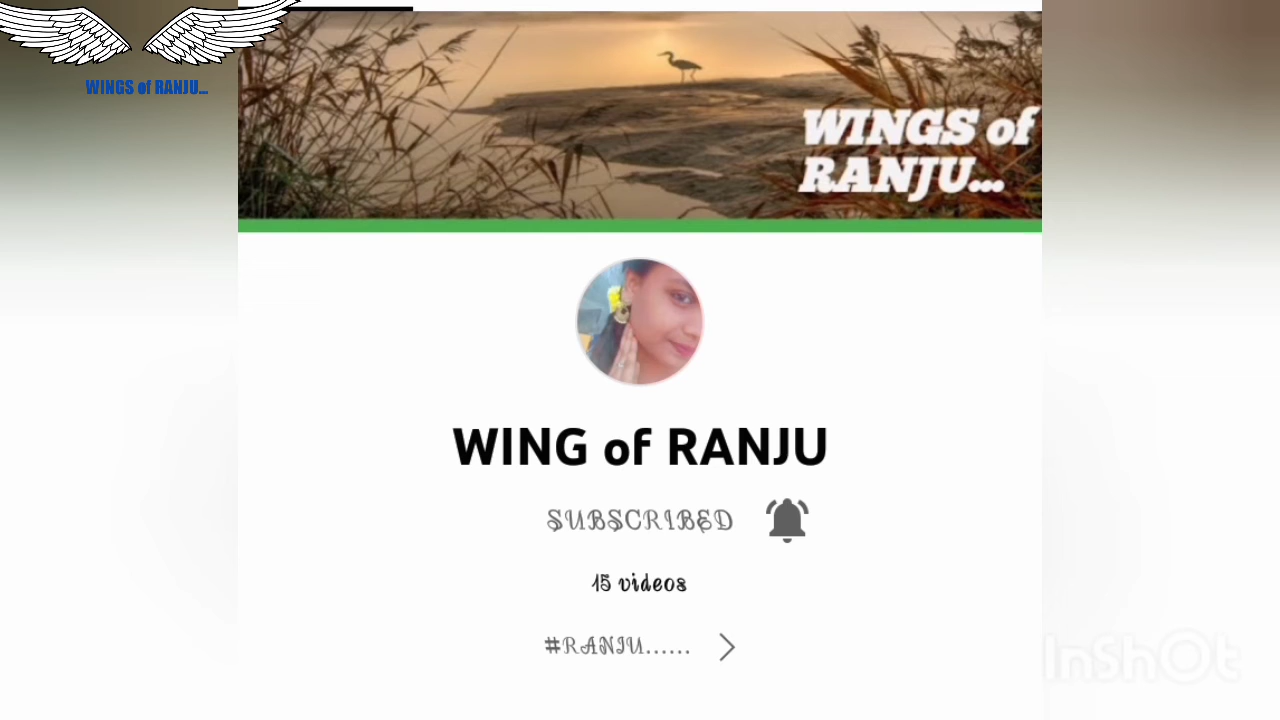 WINGS of RANJU...
WINGS of
RANJU...
WING of RANJU
SUBSCRIBED
15 videos
#RANJU......
InShOt